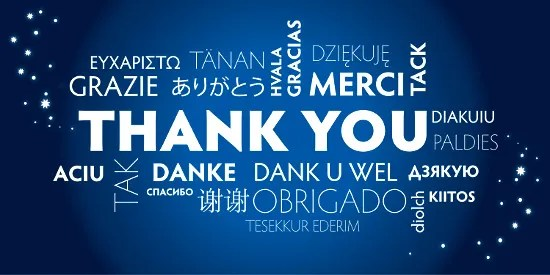 ΕΥΧΑΡΙΣΤΩ
TÄNAN
HVALA
GRACIAS
DZIĘKUJĘ
TACK
GRAZIE
ありがとう
MERCI
THANK YOU
DIAKUIU
PALDIES
ACIU
TAK
DANKE
DANK U WEL
ДЗЯКУЮ
СПАСИБО
谢谢
OBRIGADO
diolch
KIITOS
TESEKKUR EDERIM